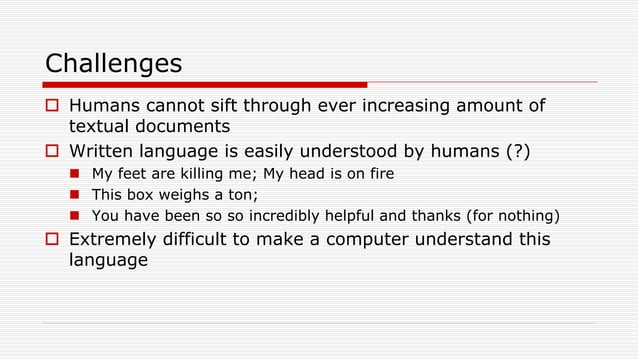 Challenges
Humans cannot sift through ever increasing amount of
textual documents
Written language is easily understood by humans (?)
My feet are killing me; My head is on fire
This box weighs a ton;
You have been so so incredibly helpful and thanks (for nothing)
Extremely difficult to make a computer understand this
language